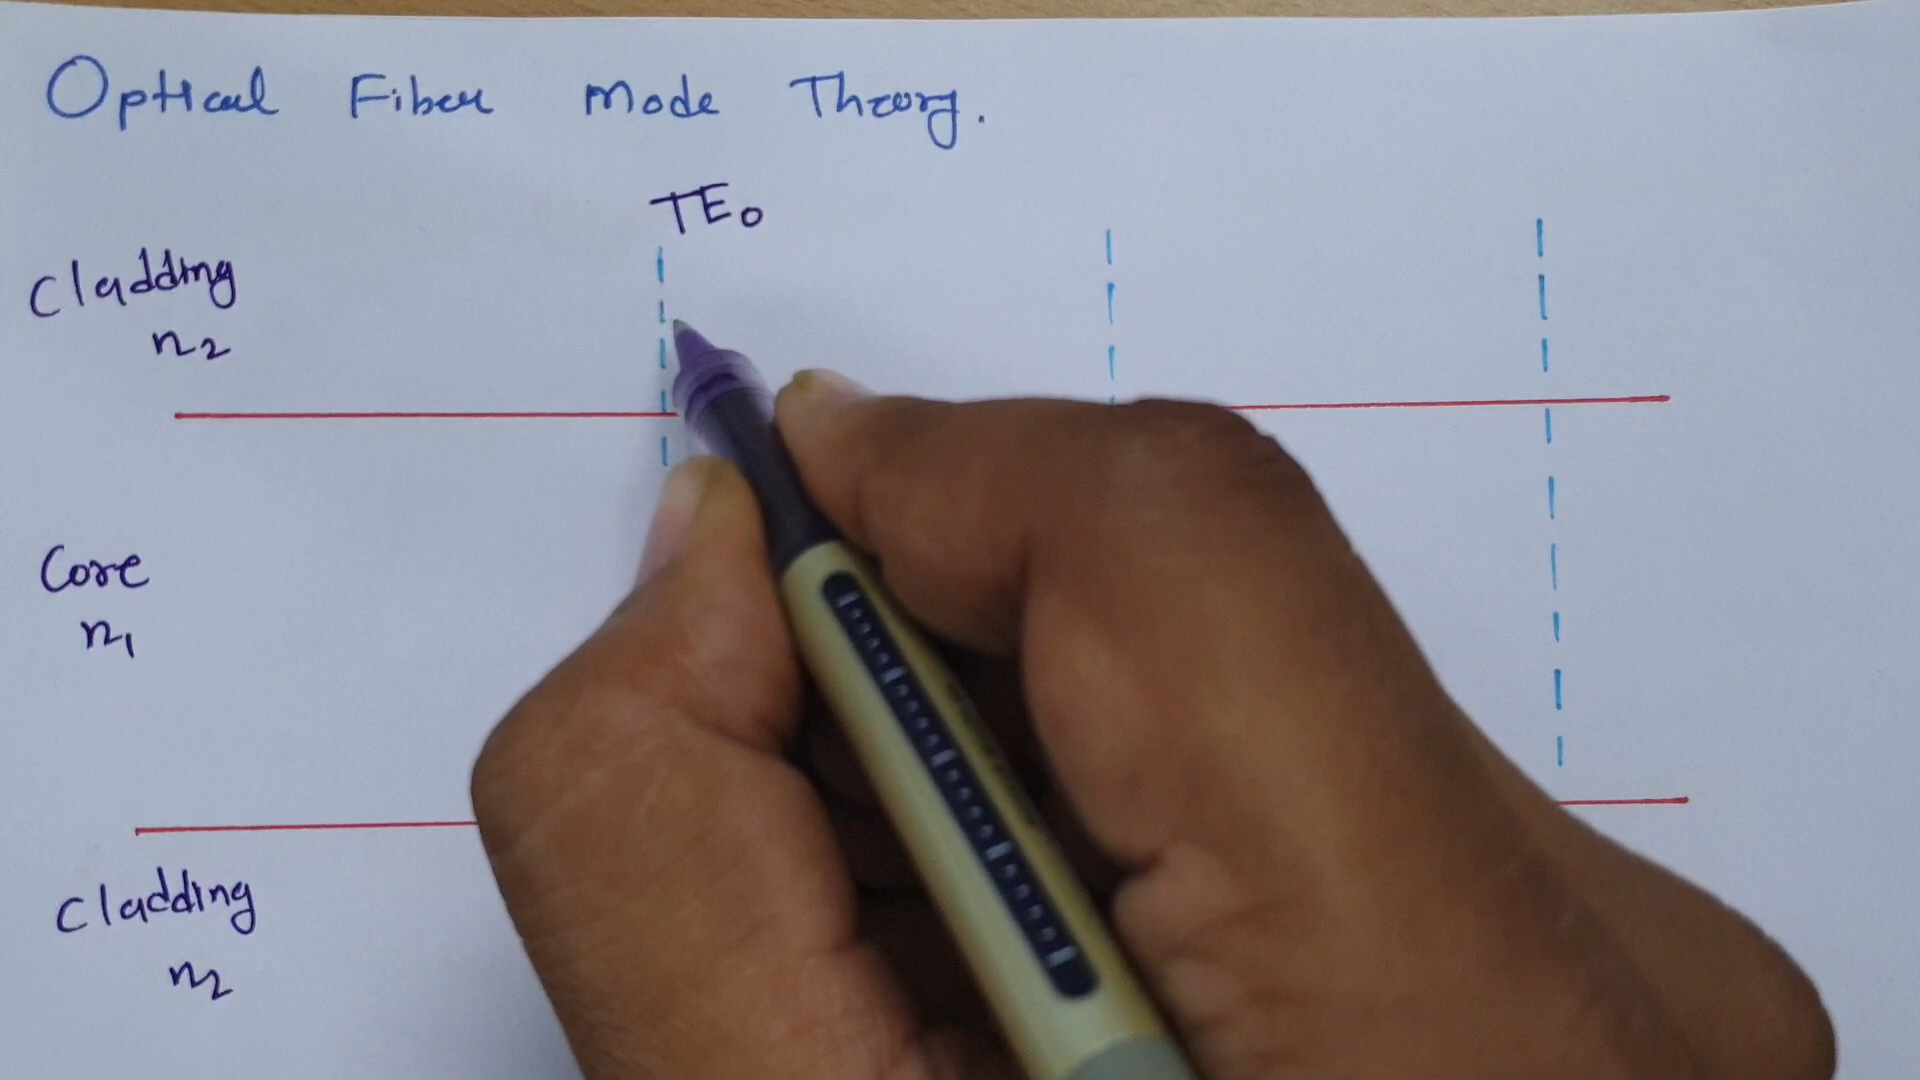 Optical Fiber Mode Theory.
TE₀
Cladding
n₂
Core
n₁
Cladding
n₂